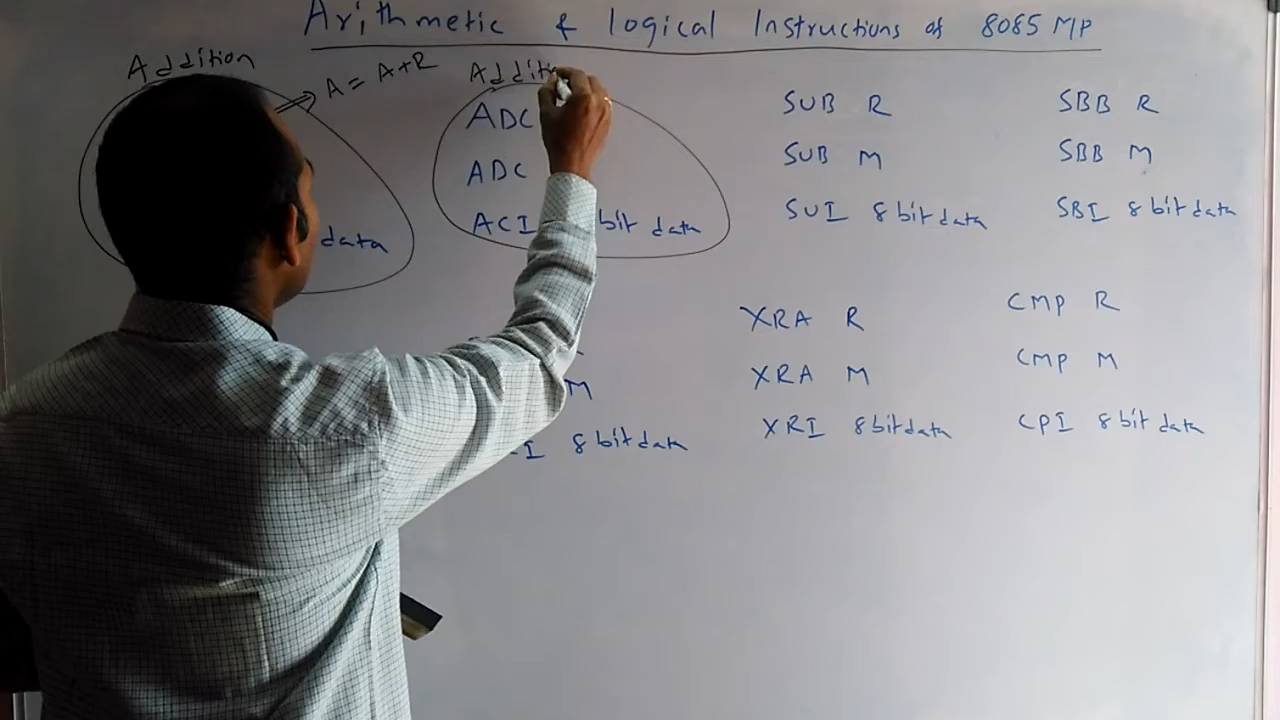 Arithmetic & logical Instructions of 8085 MP
Addition
A = A+R
data
Additi
ADC
ADC
ACI bit data
SUB R
SUB M
SUI 8 bit data
SBB R
SBB M
SBI 8 bit data
M
I 8 bit data
XRA R
XRA M
XRI 8 bit data
CMP R
CMP M
CPI 8 bit data